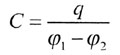 C = q / (φ₁ − φ₂)